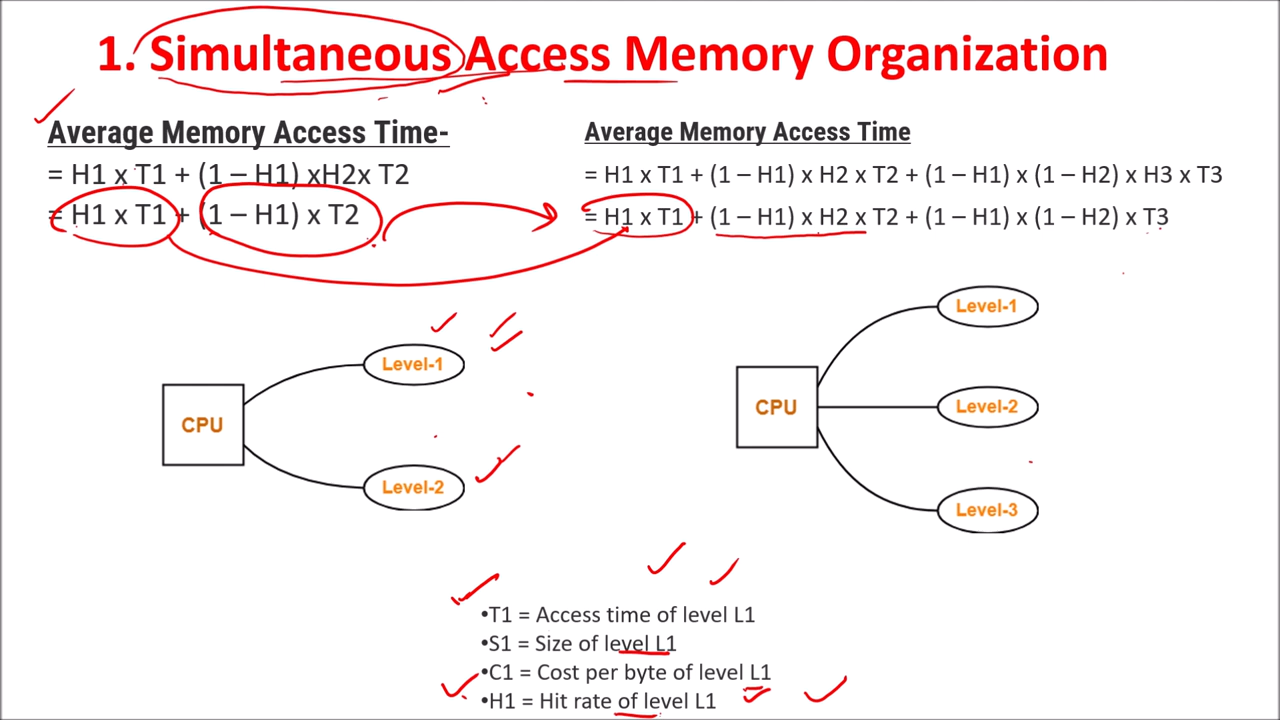 1. Simultaneous Access Memory Organization
Average Memory Access Time-
= H1 x T1 + (1 – H1) xH2x T2
= H1 x T1 + (1 – H1) x T2
Average Memory Access Time
= H1 x T1 + (1 – H1) x H2 x T2 + (1 – H1) x (1 – H2) x H3 x T3
= H1 x T1 + (1 – H1) x H2 x T2 + (1 – H1) x (1 – H2) x T3
CPU
Level-1
Level-2
CPU
Level-1
Level-2
Level-3
•T1 = Access time of level L1
•S1 = Size of level L1
•C1 = Cost per byte of level L1
•H1 = Hit rate of level L1